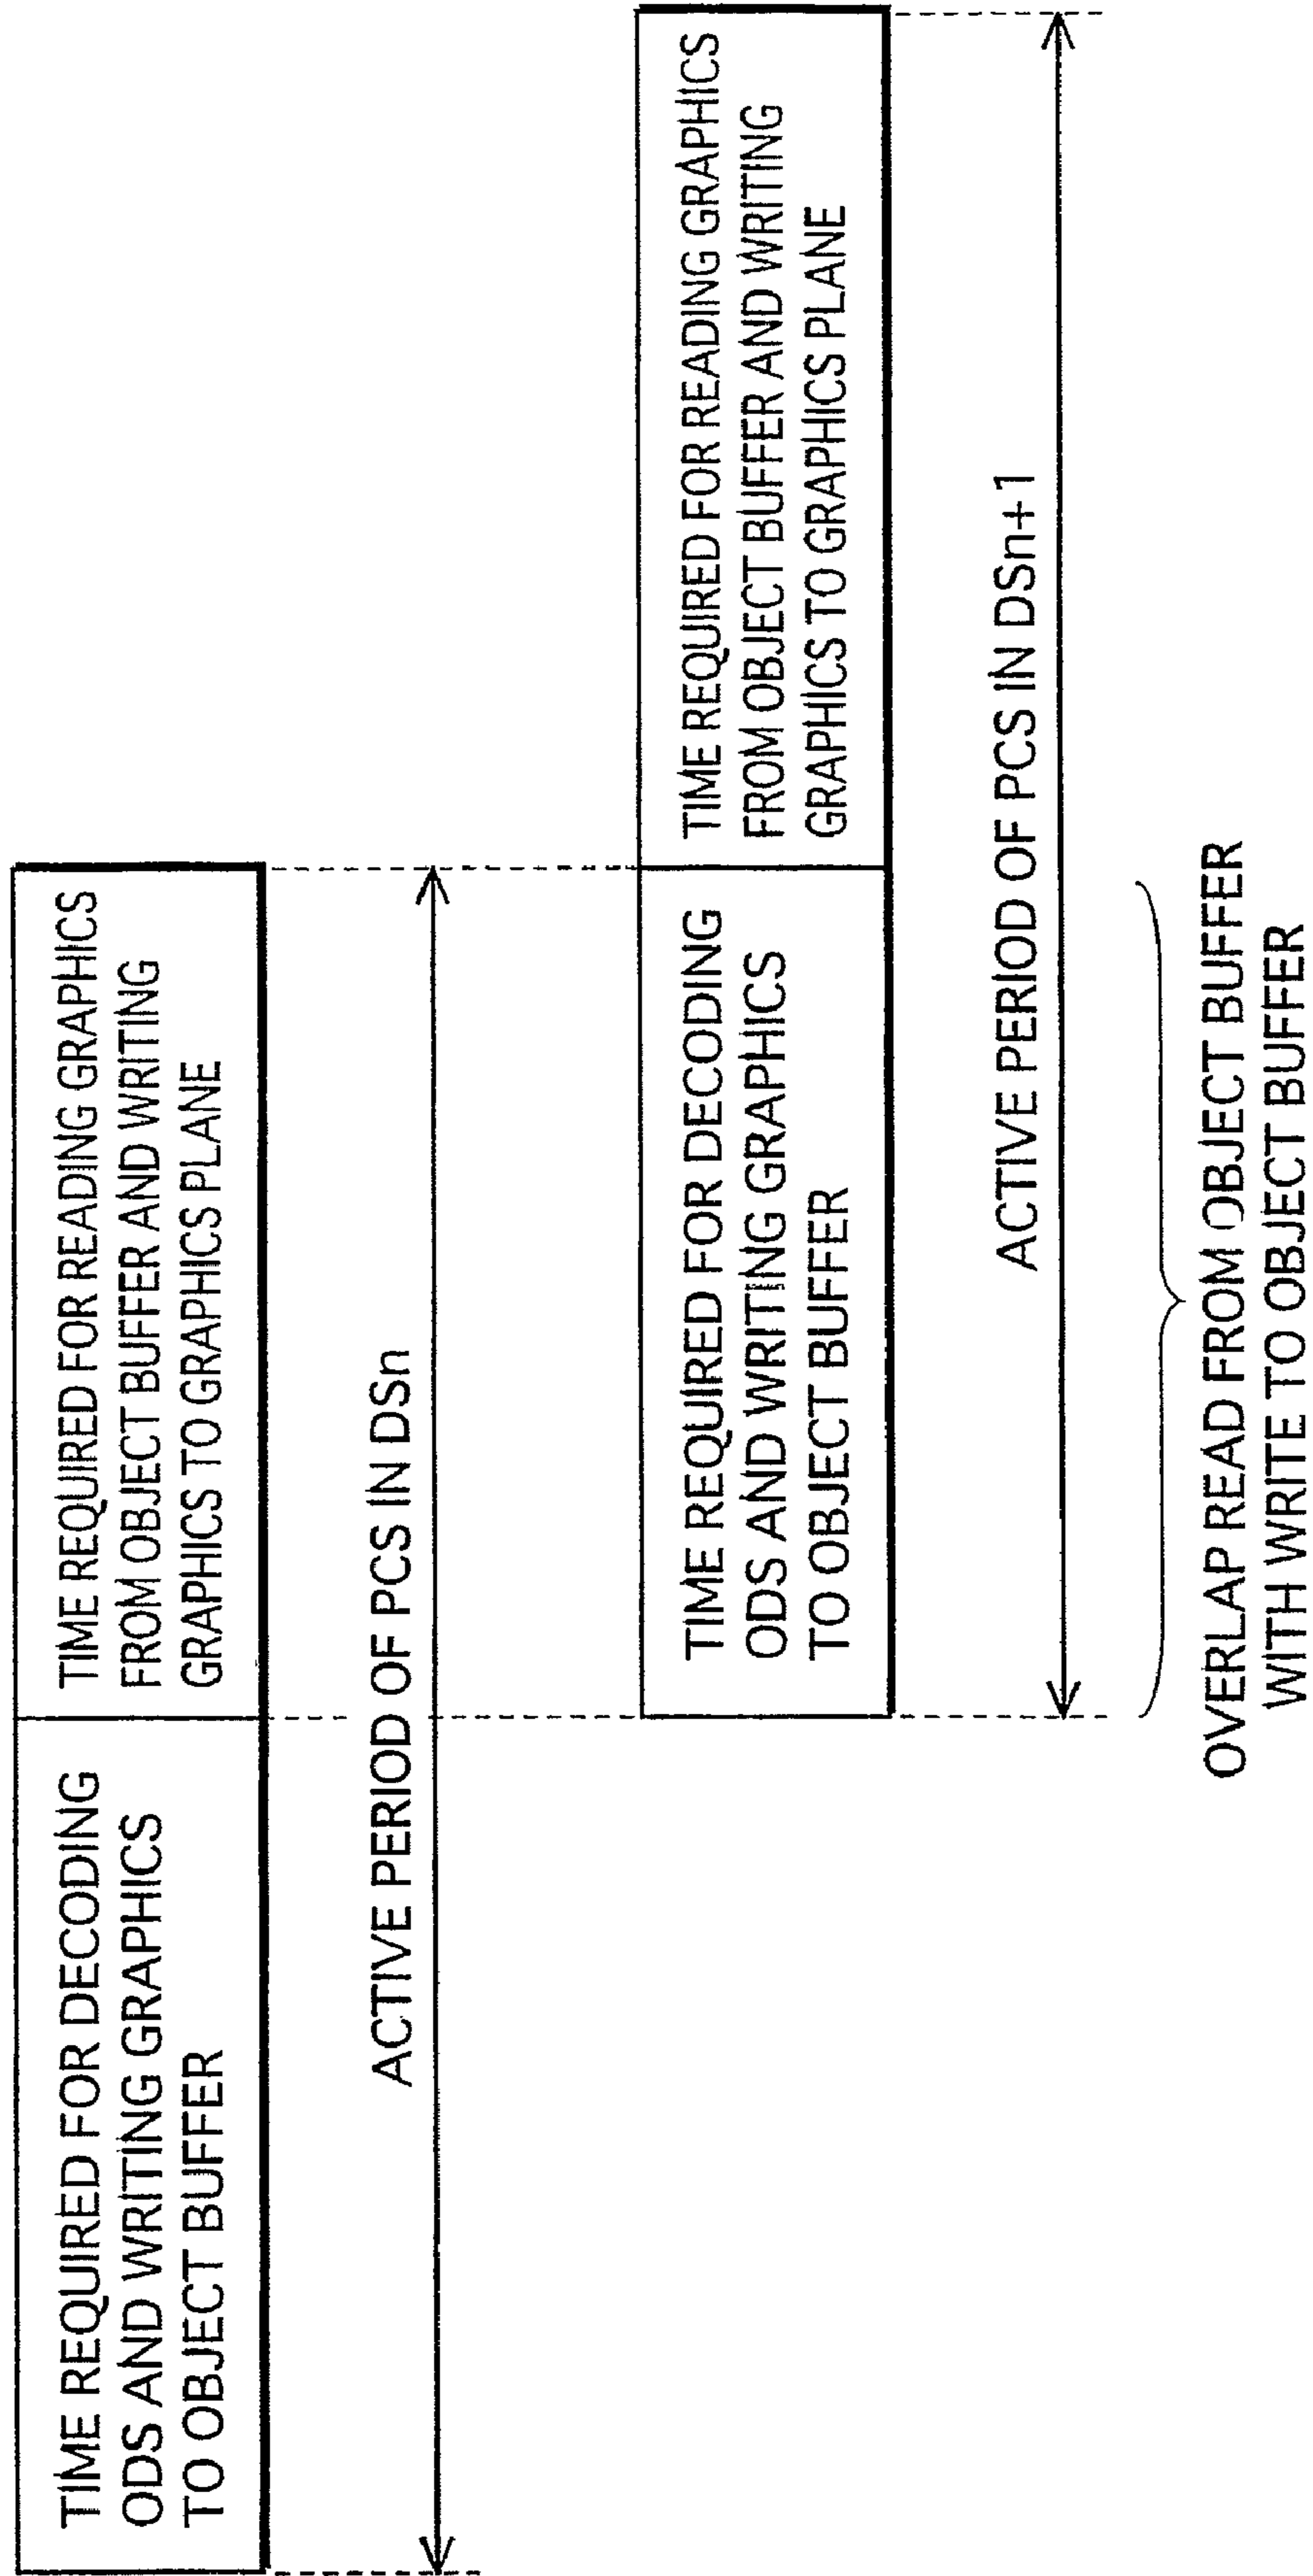 TIME REQUIRED FOR DECODING
ODS AND WRITING GRAPHICS
TO OBJECT BUFFER
TIME REQUIRED FOR READING GRAPHICS
FROM OBJECT BUFFER AND WRITING
GRAPHICS TO GRAPHICS PLANE
ACTIVE PERIOD OF PCS IN DSn
TIME REQUIRED FOR DECODING
ODS AND WRITING GRAPHICS
TO OBJECT BUFFER
TIME REQUIRED FOR READING GRAPHICS
FROM OBJECT BUFFER AND WRITING
GRAPHICS TO GRAPHICS PLANE
ACTIVE PERIOD OF PCS IN DSn+1
OVERLAP READ FROM OBJECT BUFFER
WITH WRITE TO OBJECT BUFFER